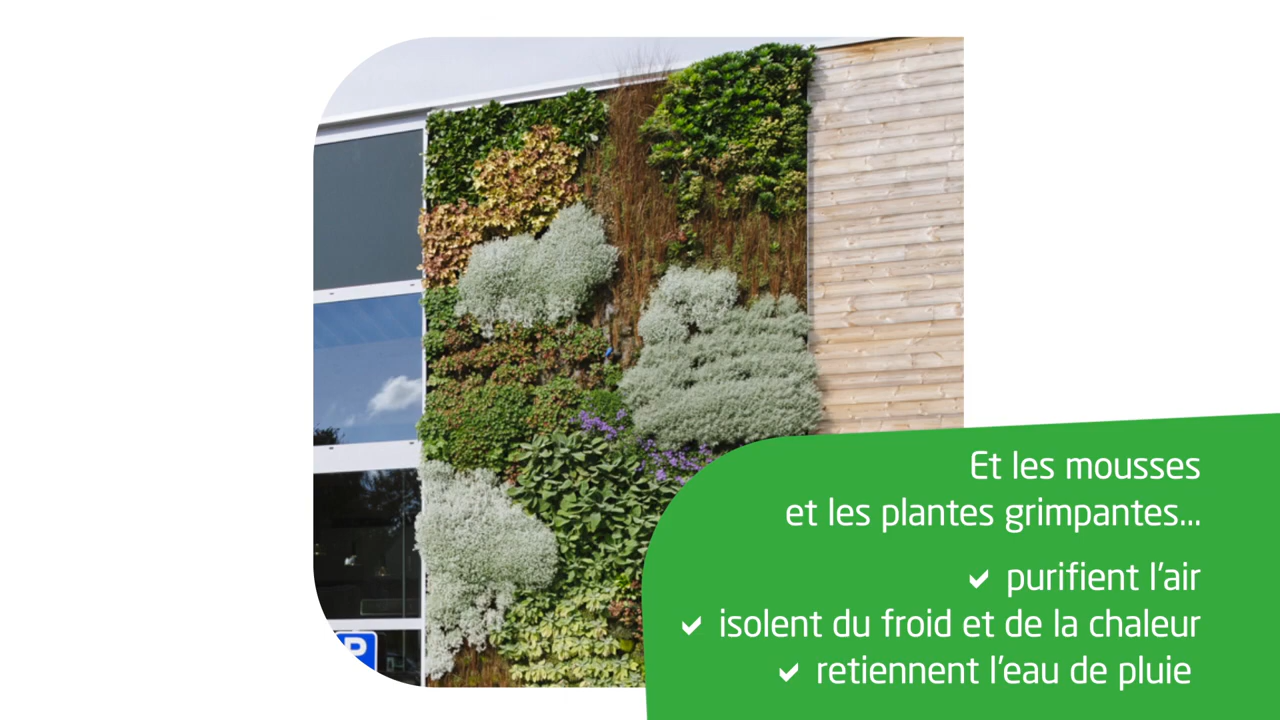 P
Et les mousses
et les plantes grimpantes...
✓ purifient l'air
✓ isolent du froid et de la chaleur
✓ retiennent l'eau de pluie